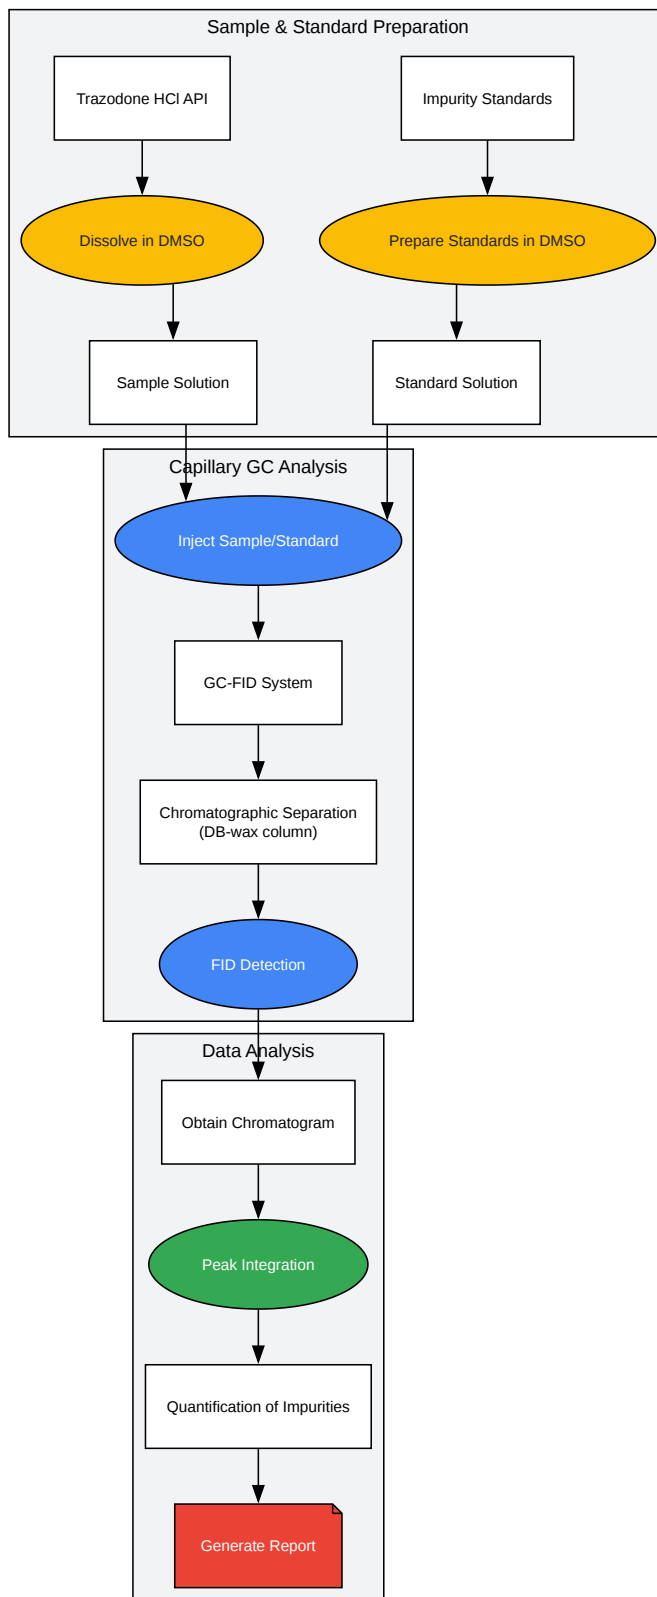 Sample & Standard Preparation
Trazodone HCl API
Impurity Standards
Dissolve in DMSO
Prepare Standards in DMSO
Sample Solution
Standard Solution
Capillary GC Analysis
Inject Sample/Standard
GC-FID System
Chromatographic Separation
(DB-wax column)
FID Detection
Data Analysis
Obtain Chromatogram
Peak Integration
Quantification of Impurities
Generate Report